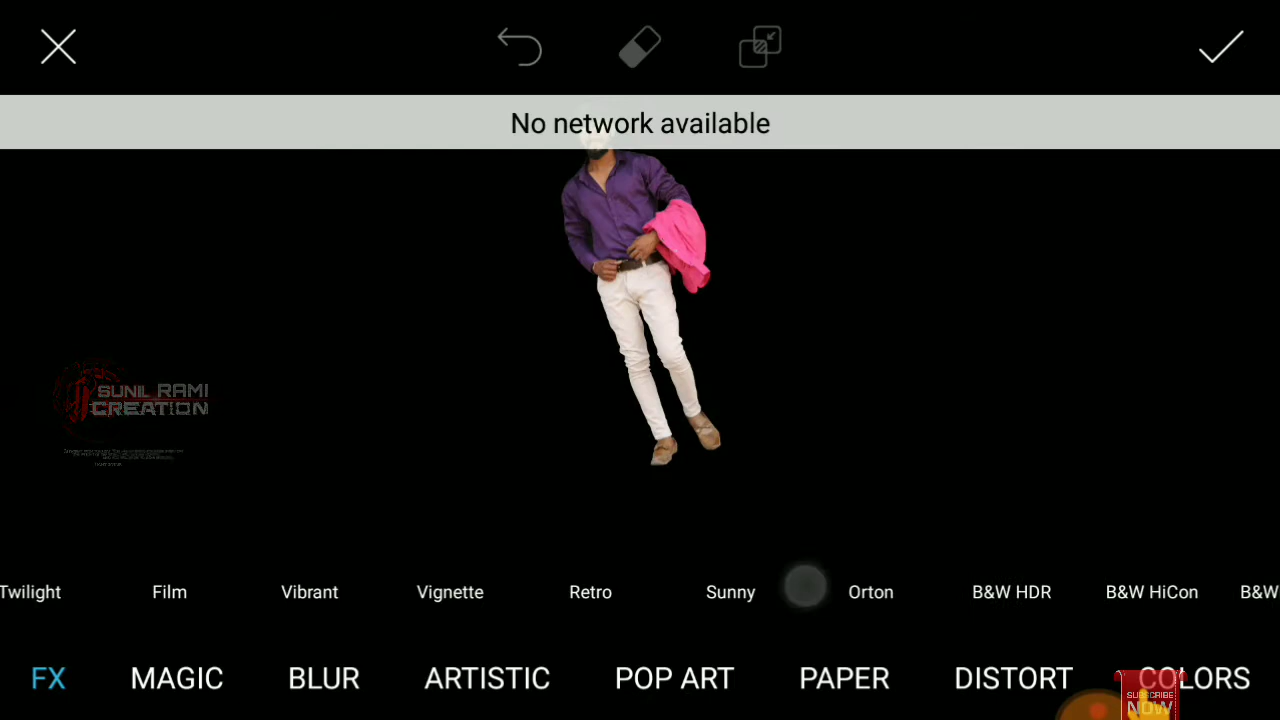 No network available
SUNIL RAMI
CREATION
Twilight Film Vibrant Vignette Retro Sunny Orton B&W HDR B&W HiCon B&W
FX MAGIC BLUR ARTISTIC POP ART PAPER DISTORT COLORS
SUBSCRIBE
NOW